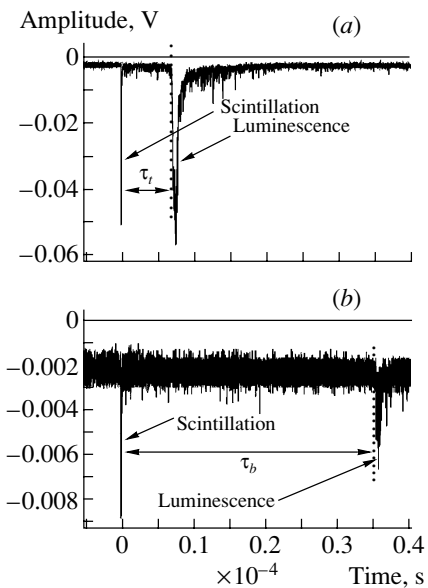 Amplitude, V
(a)
0
Scintillation
−0.02
Luminescence
−0.04
τt
−0.06
(b)
0
−0.002
−0.004
Scintillation
−0.006
τb
Luminescence
−0.008
0 0.1 0.2 0.3 0.4
×10−4 Time, s